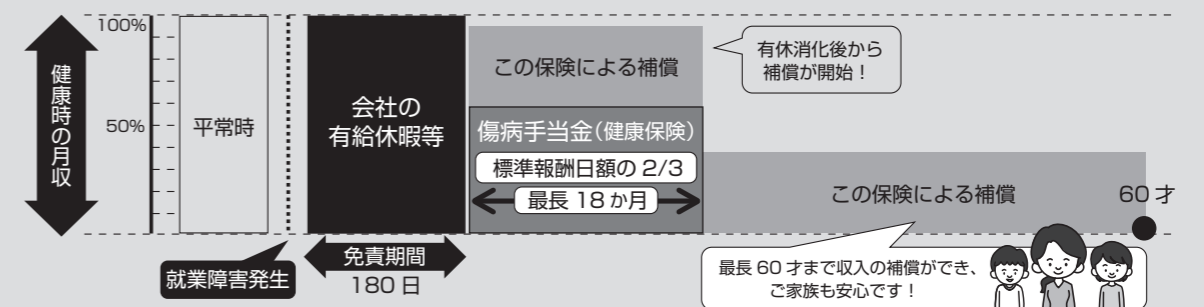 健康時の月収
100%
50%
平常時
就業障害発生
会社の
有給休暇等
免責期間
180 日
この保険による補償
傷病手当金(健康保険)
標準報酬日額の 2/3
最長 18 か月
有休消化後から
補償が開始！
この保険による補償
60 才
最長 60 才まで収入の補償ができ、
ご家族も安心です！